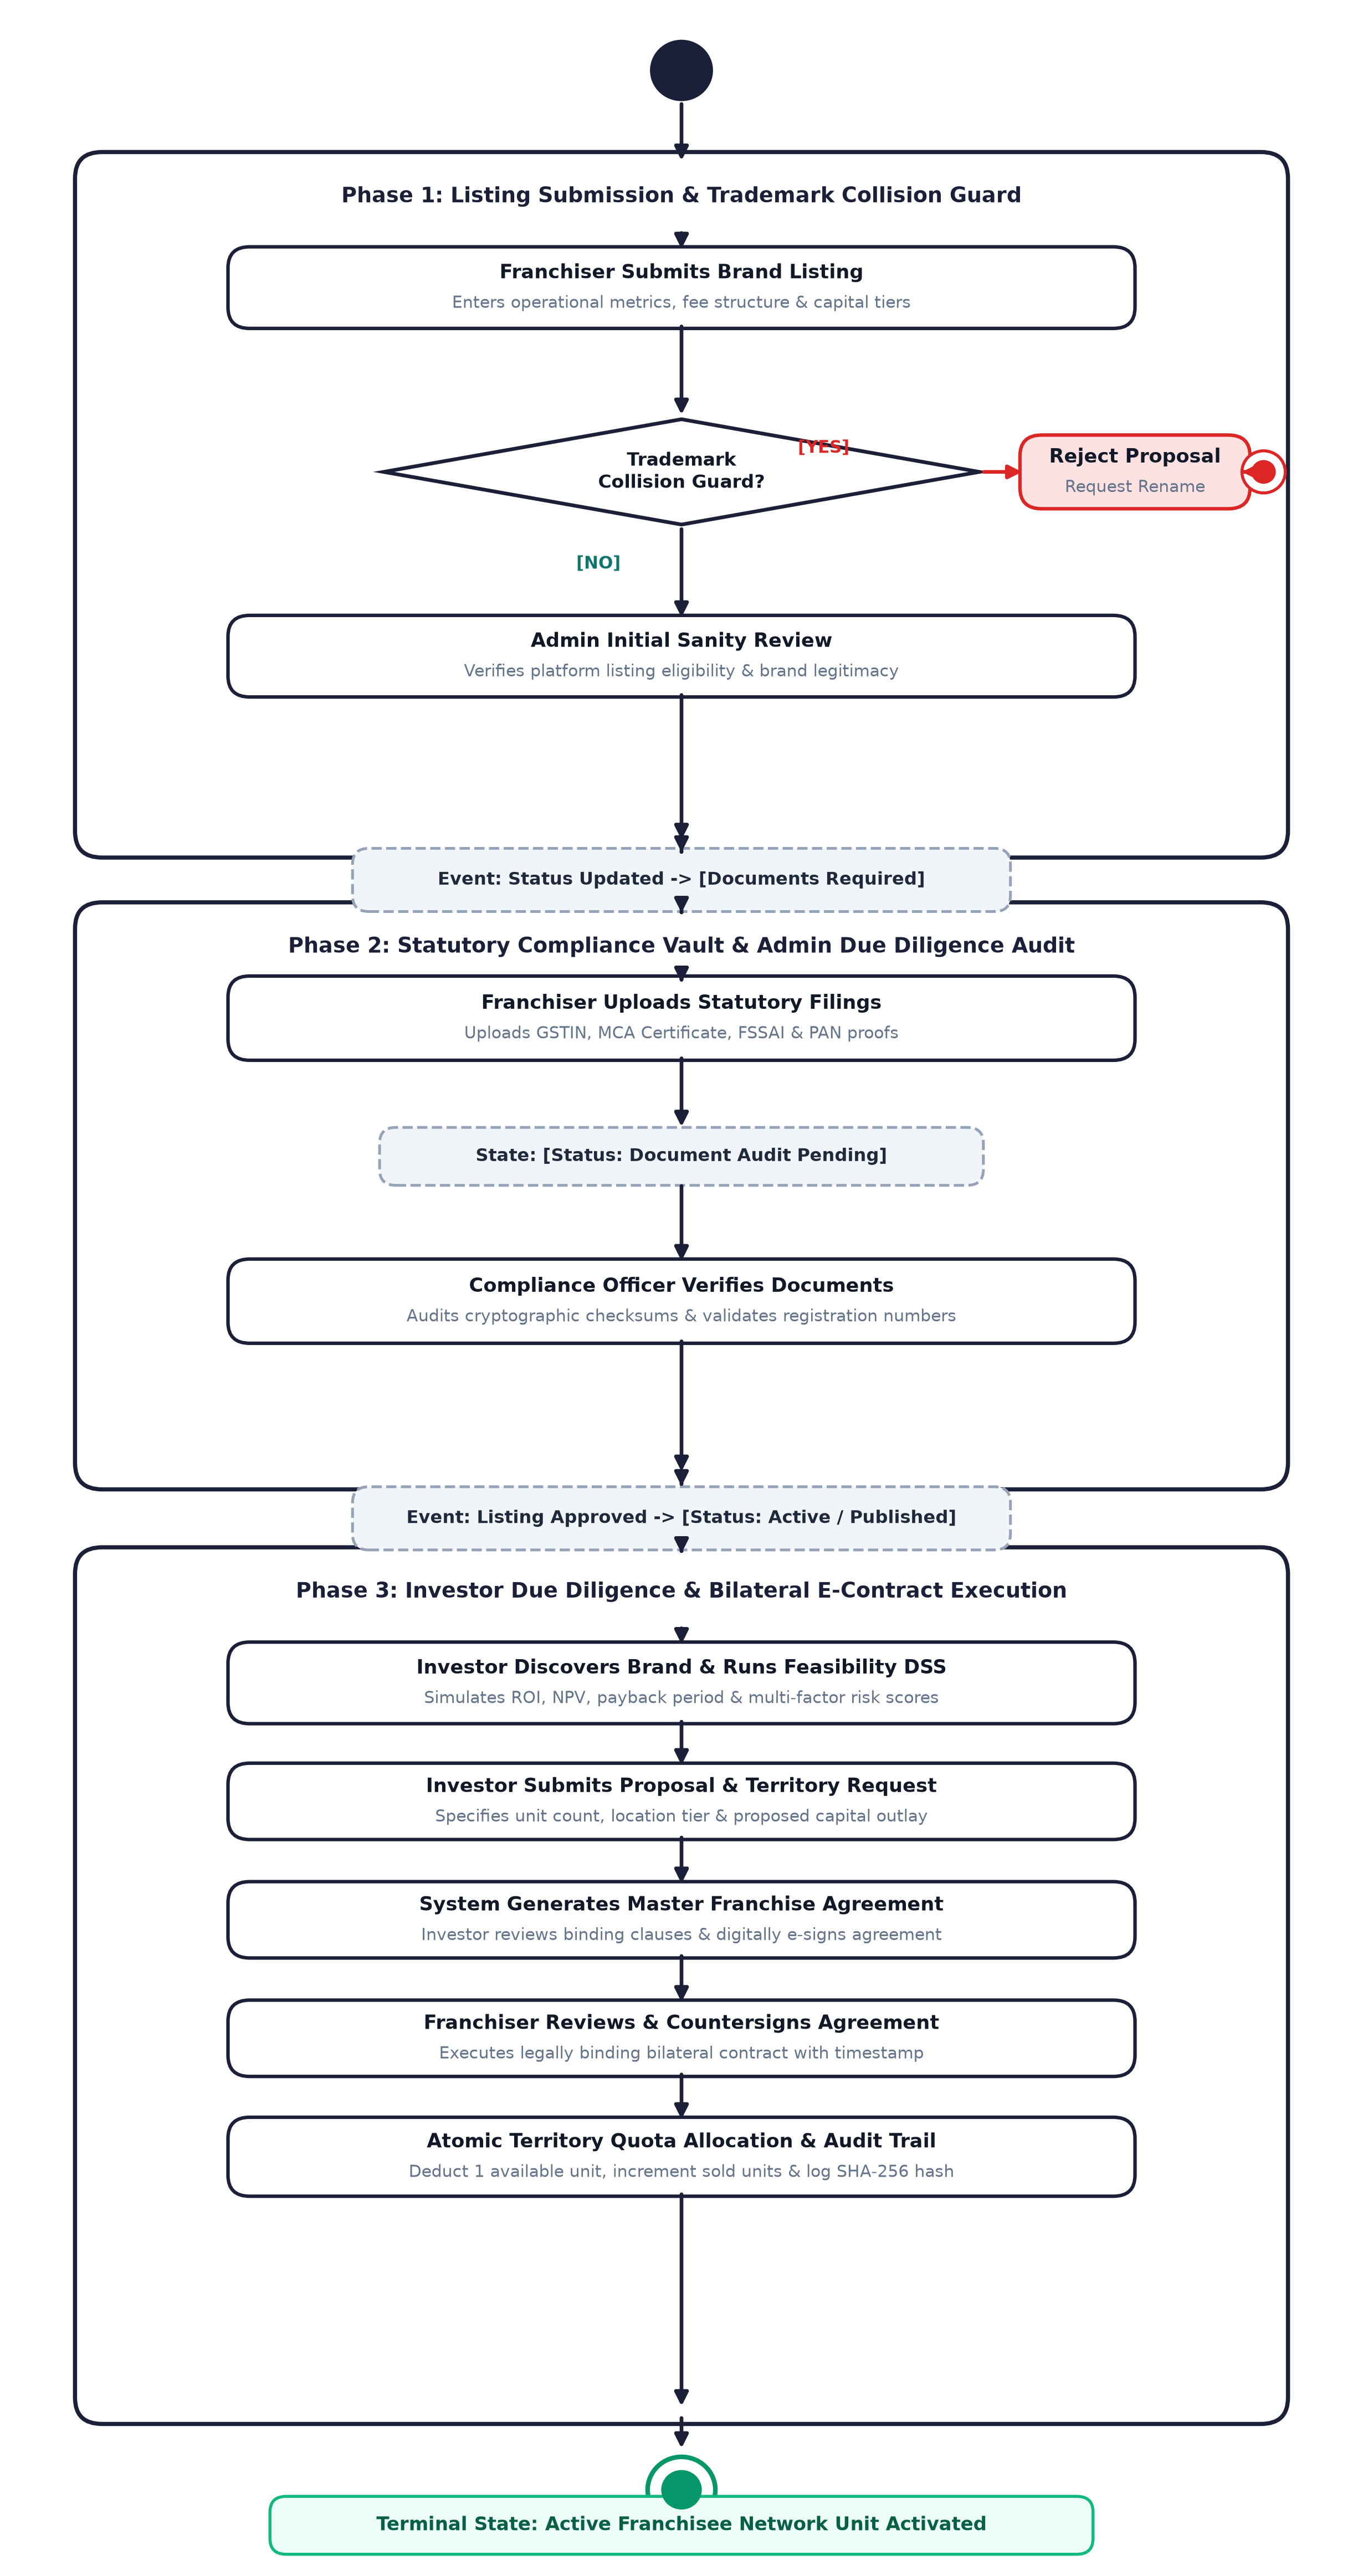 Phase 1: Listing Submission & Trademark Collision Guard
Franchiser Submits Brand Listing
Enters operational metrics, fee structure & capital tiers
[YES]
Trademark
Collision Guard?
Reject Proposal
Request Rename
[NO]
Admin Initial Sanity Review
Verifies platform listing eligibility & brand legitimacy
Event: Status Updated -> [Documents Required]
Phase 2: Statutory Compliance Vault & Admin Due Diligence Audit
Franchiser Uploads Statutory Filings
Uploads GSTIN, MCA Certificate, FSSAI & PAN proofs
State: [Status: Document Audit Pending]
Compliance Officer Verifies Documents
Audits cryptographic checksums & validates registration numbers
Event: Listing Approved -> [Status: Active / Published]
Phase 3: Investor Due Diligence & Bilateral E-Contract Execution
Investor Discovers Brand & Runs Feasibility DSS
Simulates ROI, NPV, payback period & multi-factor risk scores
Investor Submits Proposal & Territory Request
Specifies unit count, location tier & proposed capital outlay
System Generates Master Franchise Agreement
Investor reviews binding clauses & digitally e-signs agreement
Franchiser Reviews & Countersigns Agreement
Executes legally binding bilateral contract with timestamp
Atomic Territory Quota Allocation & Audit Trail
Deduct 1 available unit, increment sold units & log SHA-256 hash
Terminal State: Active Franchisee Network Unit Activated